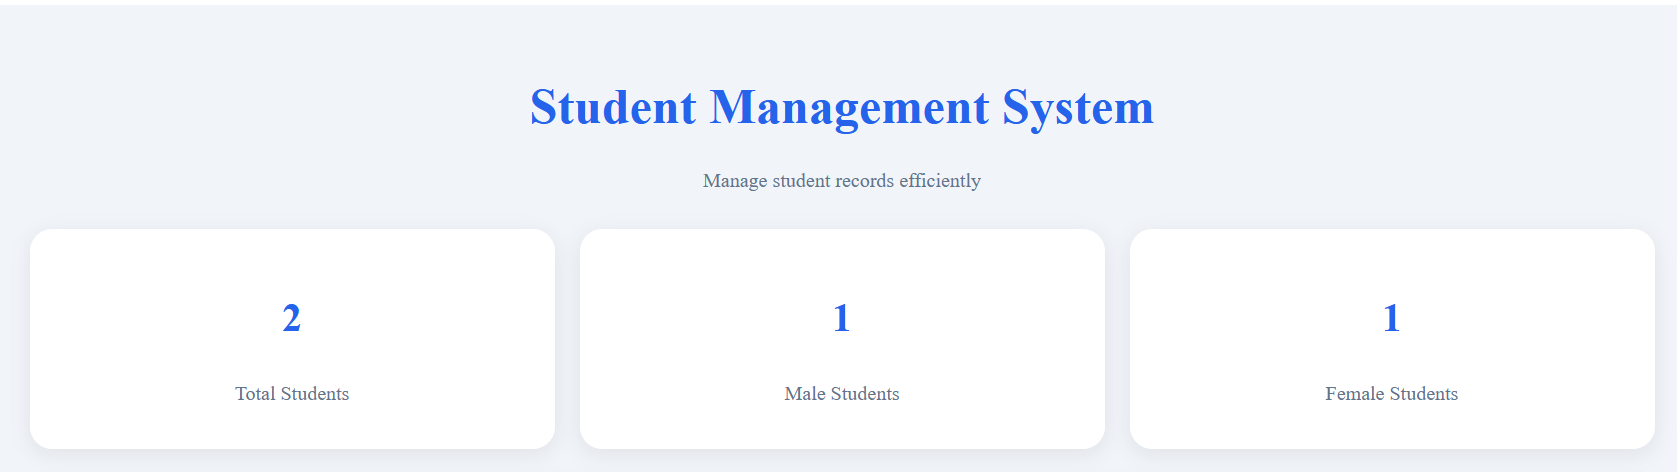 Student Management System
Manage student records efficiently
2
Total Students
1
Male Students
1
Female Students